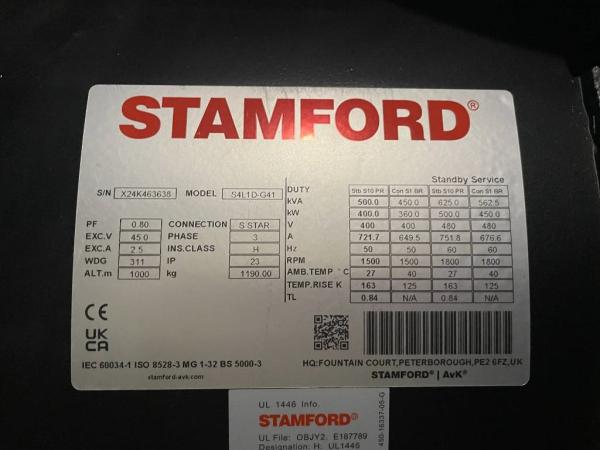 STAMFORD®
Standby Service
S/N X24K463638 MODEL S4L1D-G41
DUTY Stb S10 PR Con S1 BR Stb S10 PR Con S1 BR
kVA 500.0 450.0 625.0 562.5
kW 400.0 360.0 500.0 450.0
PF 0.80 CONNECTION S STAR V 400 400 480 480
EXC.V 45.0 PHASE 3 A 721.7 649.5 751.8 676.6
EXC.A 2.5 INS.CLASS H Hz 50 50 60 60
WDG 311 IP 23 RPM 1500 1500 1800 1800
ALT.m 1000 kg 1190.00 AMB.TEMP °C 27 40 27 40
TEMP.RISE K 163 125 163 125
TL 0.84 N/A 0.84 N/A
CE
UK
CA
IEC 60034-1 ISO 8528-3 MG 1-32 BS 5000-3
HQ:FOUNTAIN COURT,PETERBOROUGH,PE2 6FZ,UK
stamford-avk.com
STAMFORD® | AvK®
UL 1446 Info.
STAMFORD®
UL File: OBJY2. E187789
Designation: H: UL1446
450-16337-05-G